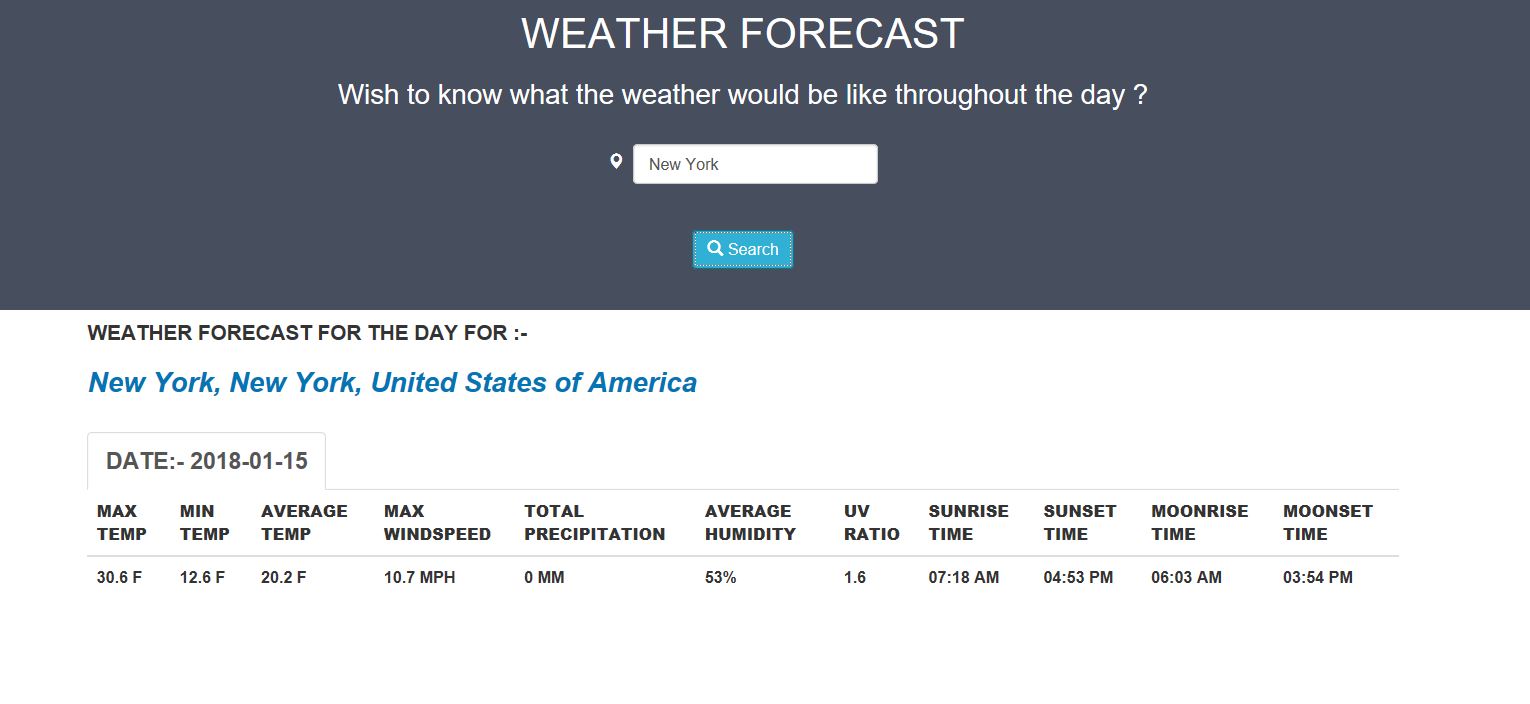 WEATHER FORECAST
Wish to know what the weather would be like throughout the day ?
New York
Search
WEATHER FORECAST FOR THE DAY FOR :-
New York, New York, United States of America
DATE:- 2018-01-15
MAX TEMP MIN TEMP AVERAGE TEMP MAX WINDSPEED TOTAL PRECIPITATION AVERAGE HUMIDITY UV RATIO SUNRISE TIME SUNSET TIME MOONRISE TIME MOONSET TIME
30.6 F 12.6 F 20.2 F 10.7 MPH 0 MM 53% 1.6 07:18 AM 04:53 PM 06:03 AM 03:54 PM